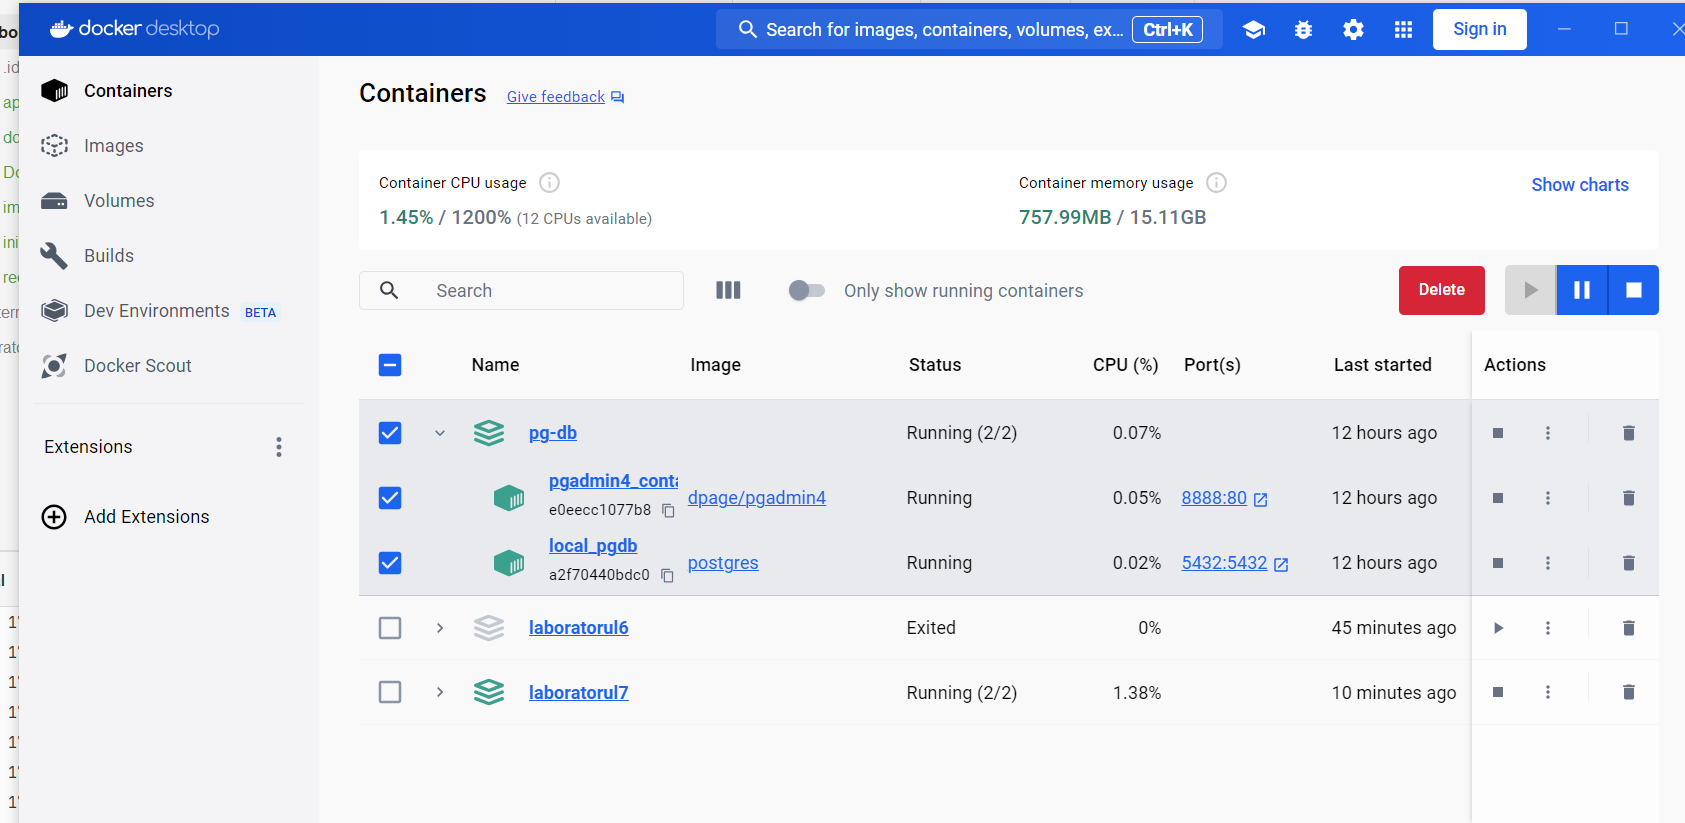 docker desktop
Search for images, containers, volumes, ex...
Ctrl+K
Sign in
Containers
Images
Volumes
Builds
Dev Environments BETA
Docker Scout
Extensions
Add Extensions
Containers Give feedback
Container CPU usage
1.45% / 1200% (12 CPUs available)
Container memory usage
757.99MB / 15.11GB
Show charts
Search
Only show running containers
Delete
Name Image Status CPU (%) Port(s) Last started Actions
pg-db Running (2/2) 0.07% 12 hours ago
pgadmin4_conta
e0eecc1077b8
dpage/pgadmin4 Running 0.05% 8888:80 12 hours ago
local_pgdb
a2f70440bdc0
postgres Running 0.02% 5432:5432 12 hours ago
laboratorul6 Exited 0% 45 minutes ago
laboratorul7 Running (2/2) 1.38% 10 minutes ago